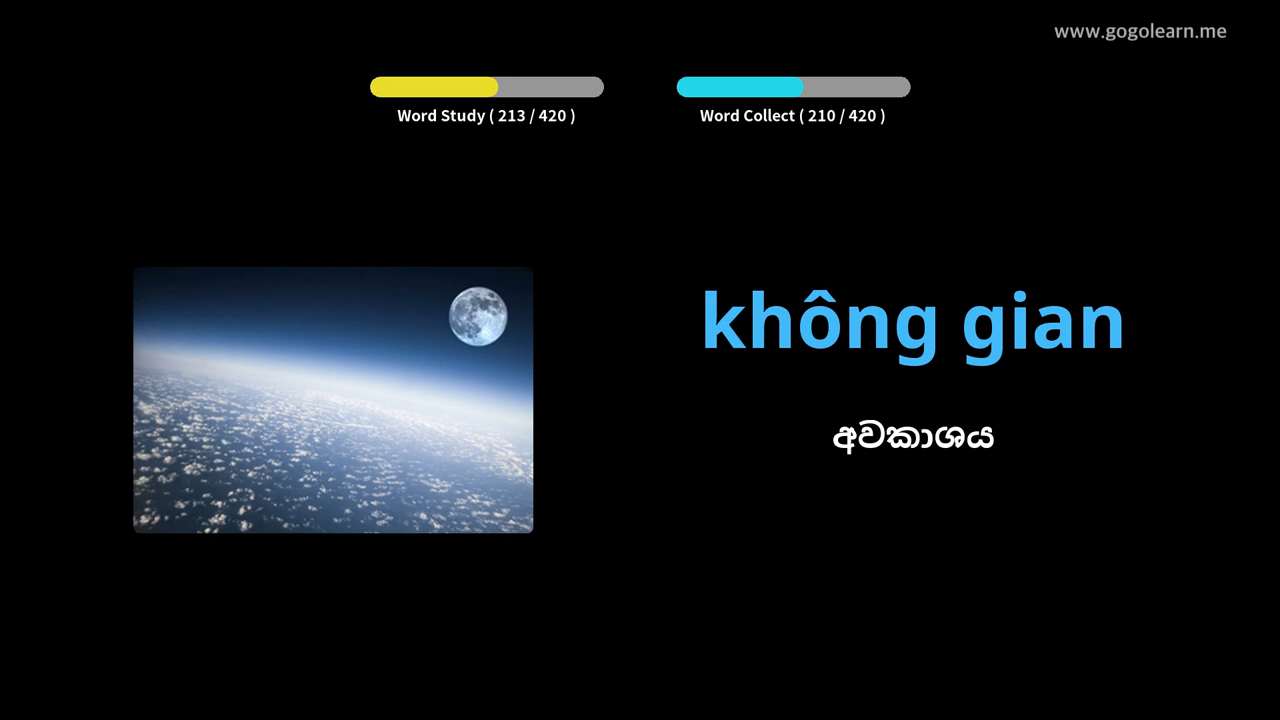 www.gogolearn.me
Word Study ( 213 / 420 )
Word Collect ( 210 / 420 )
không gian
අවකාශය